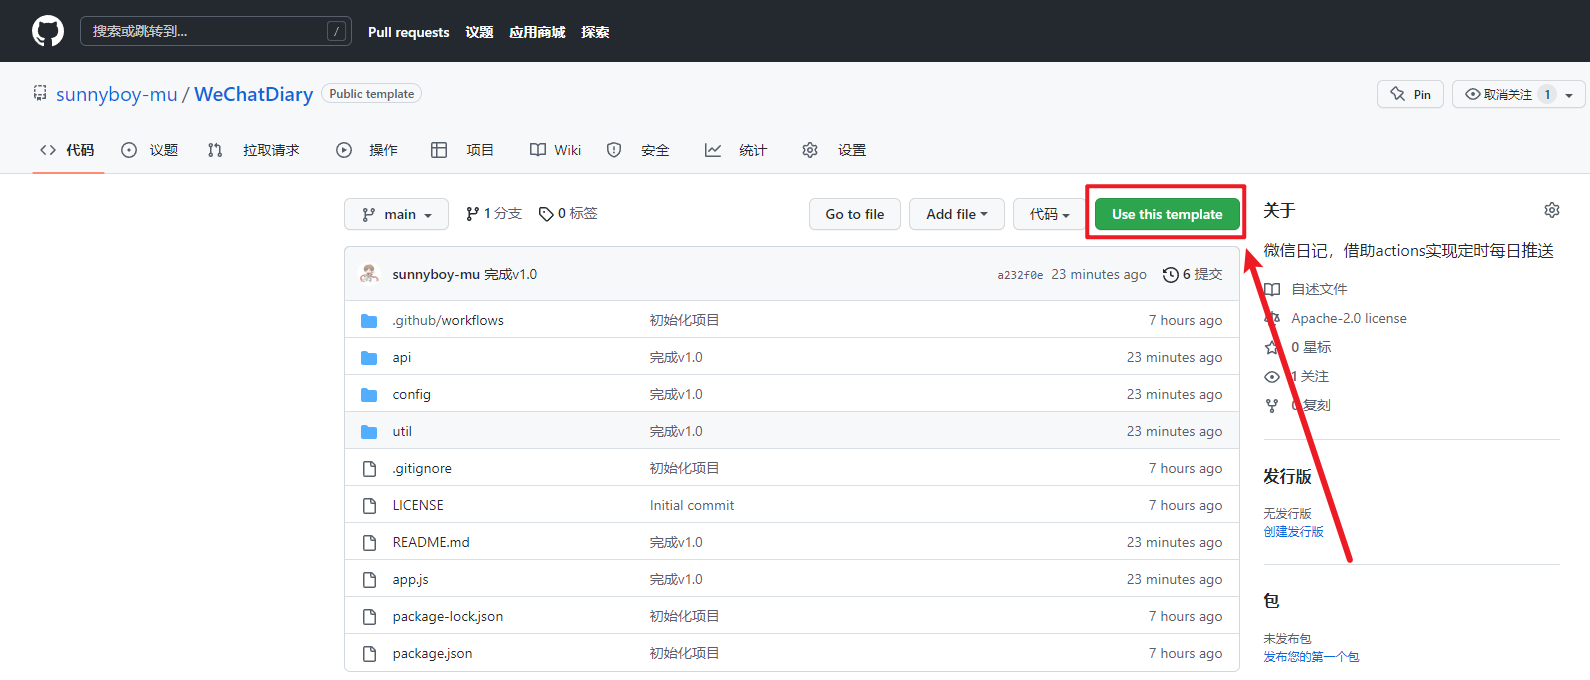 搜索或跳转到... / Pull requests 议题 应用商城 探索
sunnyboy-mu / WeChatDiary Public template Pin 取消关注 1
代码 议题 拉取请求 操作 项目 Wiki 安全 统计 设置
main 1 分支 0 标签 Go to file Add file 代码 Use this template
sunnyboy-mu 完成v1.0 a232f0e 23 minutes ago 6 提交
.github/workflows 初始化项目 7 hours ago
api 完成v1.0 23 minutes ago
config 完成v1.0 23 minutes ago
util 完成v1.0 23 minutes ago
.gitignore 初始化项目 7 hours ago
LICENSE Initial commit 7 hours ago
README.md 完成v1.0 23 minutes ago
app.js 完成v1.0 23 minutes ago
package-lock.json 初始化项目 7 hours ago
package.json 初始化项目 7 hours ago
关于
微信日记，借助actions实现定时每日推送
自述文件
Apache-2.0 license
0 星标
1 关注
0 复刻
发行版
无发行版
创建发行版
包
未发布包
发布您的第一个包